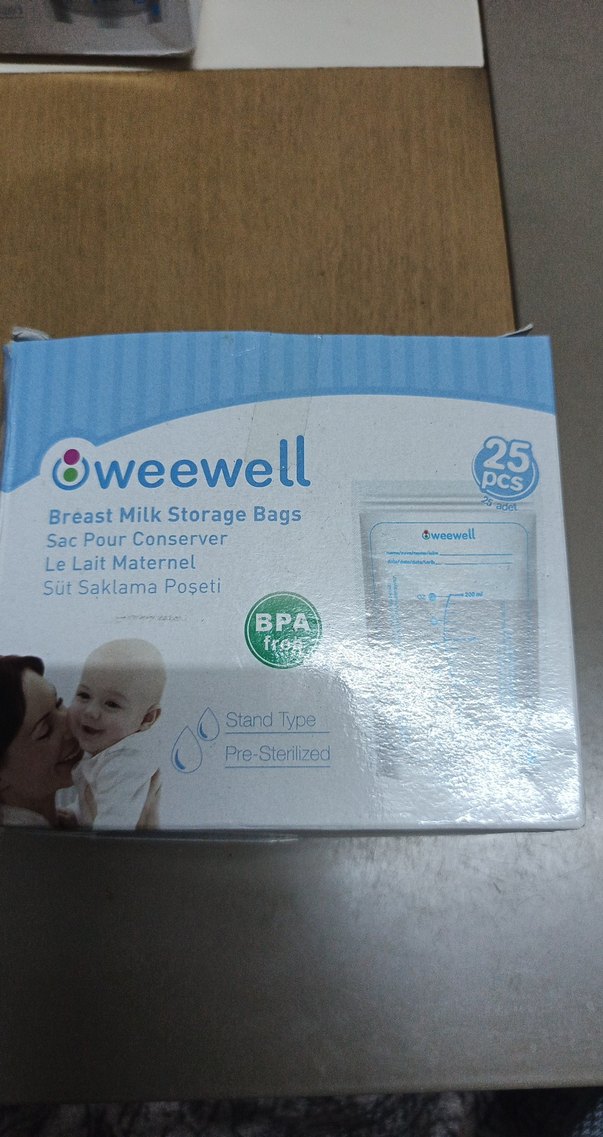 weewell
25
pcs
25 adet
Breast Milk Storage Bags
Sac Pour Conserver
Le Lait Maternel
Süt Saklama Poşeti
BPA
free
Stand Type
Pre-Sterilized
weewell
200 ml